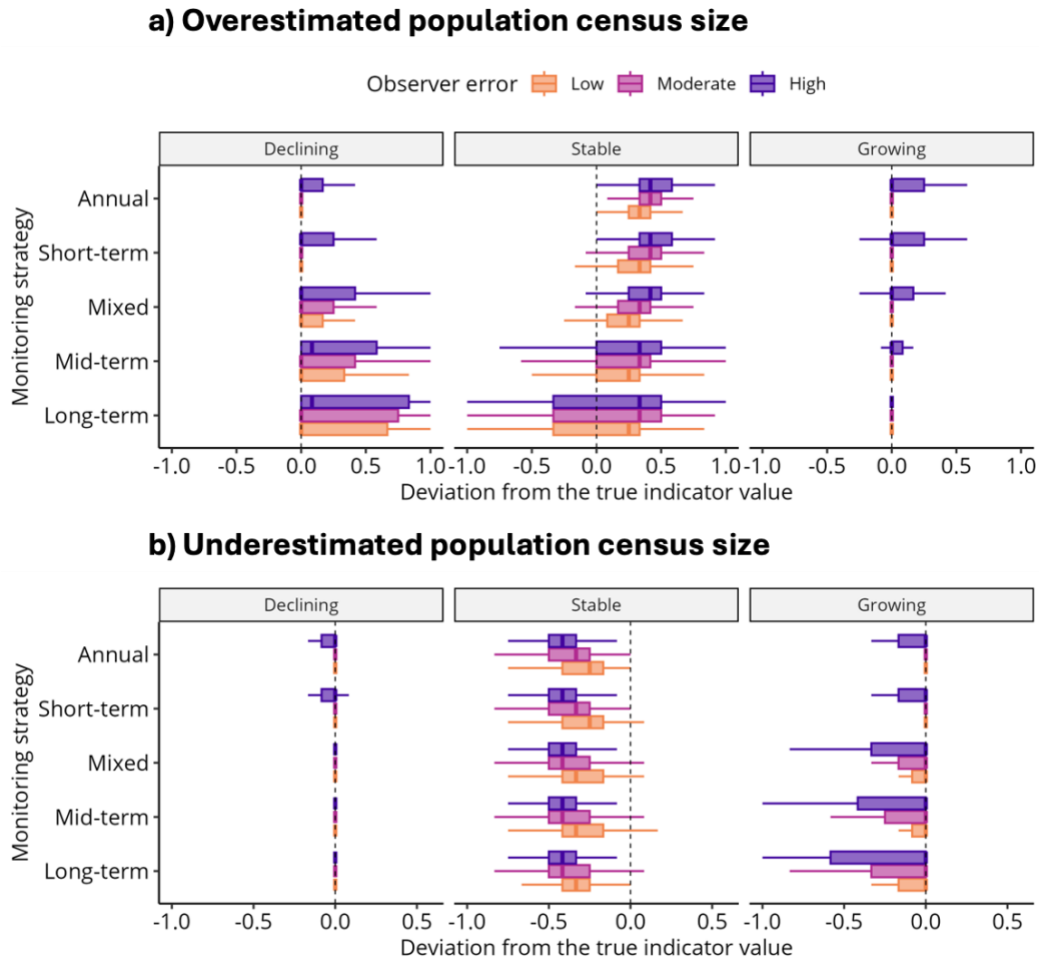 a) Overestimated population census size
Observer error Low Moderate High
Declining Stable Growing
Monitoring strategy
Annual
Short-term
Mixed
Mid-term
Long-term
-1.0 -0.5 0.0 0.5 1.0 -1.0 -0.5 0.0 0.5 1.0 -1.0 -0.5 0.0 0.5 1.0
Deviation from the true indicator value
b) Underestimated population census size
Declining Stable Growing
Monitoring strategy
Annual
Short-term
Mixed
Mid-term
Long-term
-1.0 -0.5 0.0 0.5 -1.0 -0.5 0.0 0.5 -1.0 -0.5 0.0 0.5
Deviation from the true indicator value